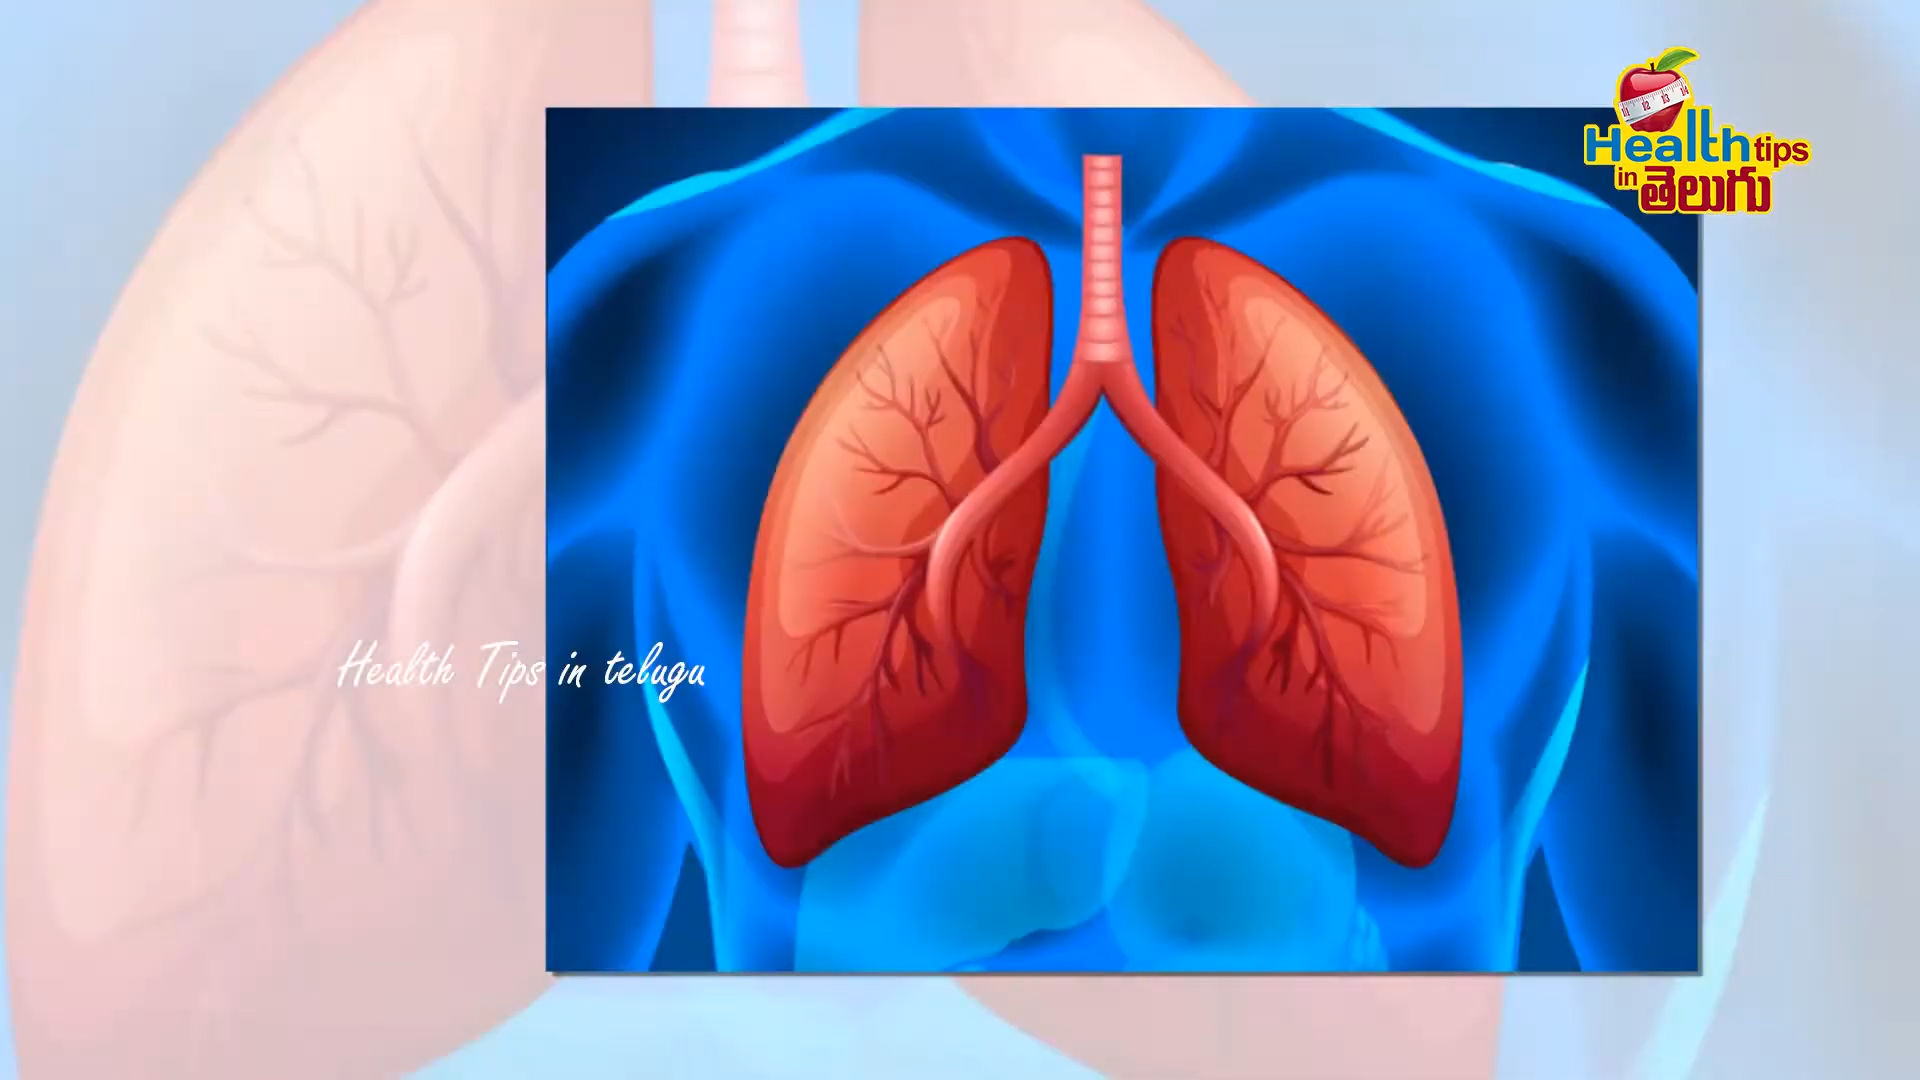 Health tips
in తెలుగు
Health Tips in telugu